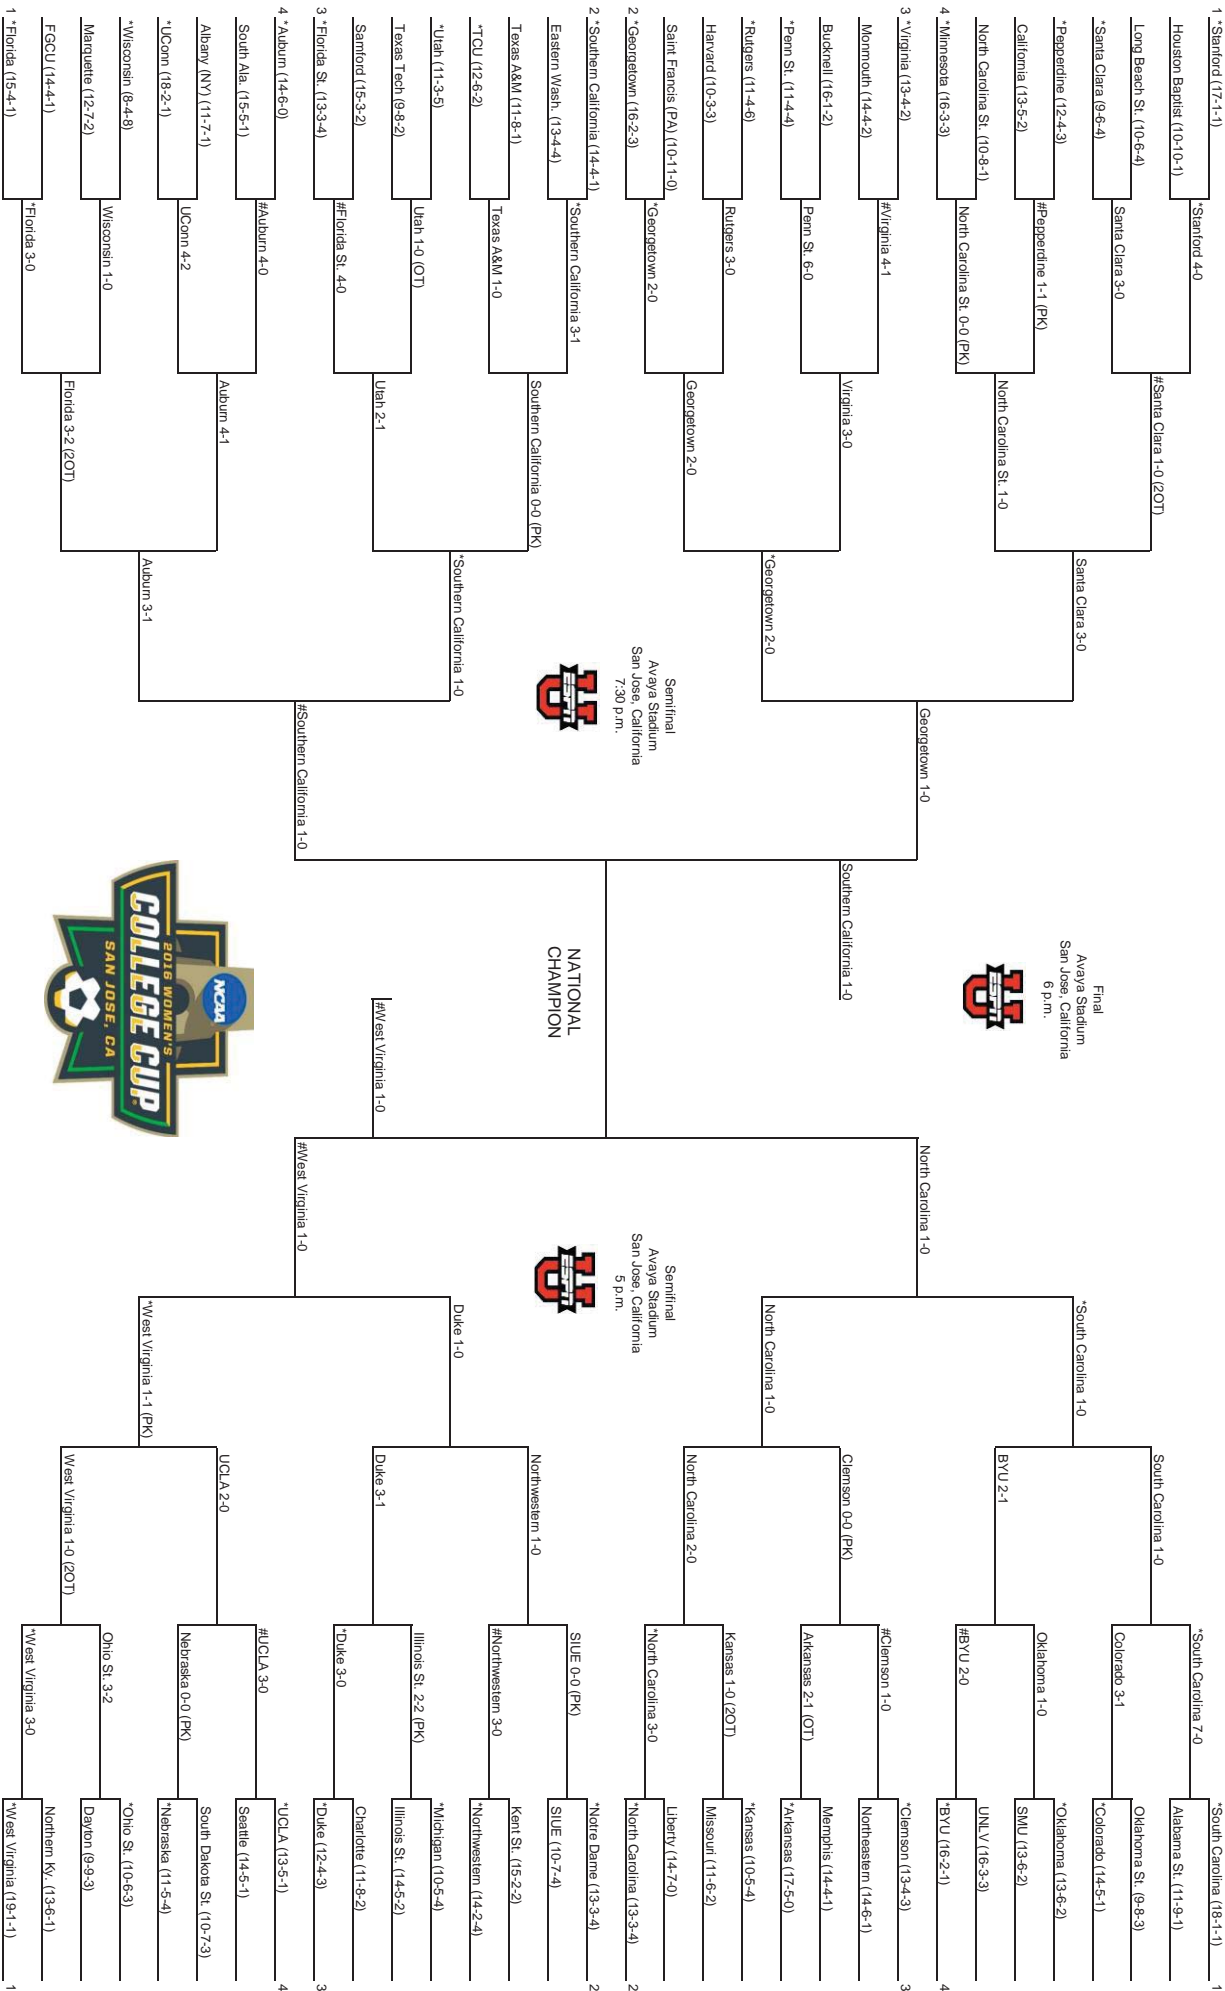 1 *Stanford (17-1-1)
Houston Baptist (10-10-1)
Long Beach St. (10-6-4)
*Santa Clara (9-6-4)
*Pepperdine (12-4-3)
California (13-5-2)
North Carolina St. (10-8-1)
4 *Minnesota (16-3-3)
3 *Virginia (13-4-2)
Monmouth (14-4-2)
Bucknell (16-1-2)
*Penn St. (11-4-4)
*Rutgers (11-4-6)
Harvard (10-3-3)
Saint Francis (PA) (10-11-0)
2 *Georgetown (16-2-3)
2 *Southern California (14-4-1)
Eastern Wash. (13-4-4)
Texas A&M (11-8-1)
*TCU (12-6-2)
*Utah (11-3-5)
Texas Tech (9-8-2)
Samford (15-3-2)
3 *Florida St. (13-3-4)
4 *Auburn (14-6-0)
South Ala. (15-5-1)
Albany (NY) (11-7-1)
*UConn (18-2-1)
*Wisconsin (8-4-8)
Marquette (12-7-2)
FGCU (14-4-1)
1 *Florida (15-4-1)
*Stanford 4-0
Santa Clara 3-0
#Pepperdine 1-1 (PK)
North Carolina St. 0-0 (PK)
#Virginia 4-1
Penn St. 6-0
Rutgers 3-0
*Georgetown 2-0
*Southern California 3-1
Texas A&M 1-0
Utah 1-0 (OT)
#Florida St. 4-0
#Auburn 4-0
UConn 4-2
Wisconsin 1-0
*Florida 3-0
#Santa Clara 1-0 (2OT)
North Carolina St. 1-0
Virginia 3-0
Georgetown 2-0
Southern California 0-0 (PK)
Utah 2-1
Auburn 4-1
Florida 3-2 (2OT)
Santa Clara 3-0
*Georgetown 2-0
*Southern California 1-0
Auburn 3-1
Semifinal
Avaya Stadium
San Jose, California
7:30 p.m.
Georgetown 1-0
#Southern California 1-0
Southern California 1-0
Final
Avaya Stadium
San Jose, California
6 p.m.
NATIONAL
CHAMPION
NCAA
2016 WOMEN'S
COLLEGE CUP
SAN JOSE, CA
#West Virginia 1-0
North Carolina 1-0
#West Virginia 1-0
Semifinal
Avaya Stadium
San Jose, California
5 p.m.
*South Carolina 1-0
North Carolina 1-0
Duke 1-0
*West Virginia 1-1 (PK)
South Carolina 1-0
BYU 2-1
Clemson 0-0 (PK)
North Carolina 2-0
Northwestern 1-0
Duke 3-1
UCLA 2-0
West Virginia 1-0 (2OT)
*South Carolina 7-0
Colorado 3-1
Oklahoma 1-0
#BYU 2-0
#Clemson 1-0
Arkansas 2-1 (OT)
Kansas 1-0 (2OT)
*North Carolina 3-0
SIUE 0-0 (PK)
#Northwestern 3-0
Illinois St. 2-2 (PK)
*Duke 3-0
#UCLA 3-0
Nebraska 0-0 (PK)
Ohio St. 3-2
*West Virginia 3-0
*South Carolina (18-1-1) 1
Alabama St. (11-9-1)
Oklahoma St. (9-8-3)
*Colorado (14-5-1)
*Oklahoma (13-6-2)
SMU (13-6-2)
UNLV (16-3-3)
*BYU (16-2-1) 4
*Clemson (13-4-3) 3
Northeastern (14-6-1)
Memphis (14-4-1)
*Arkansas (17-5-0)
*Kansas (10-5-4)
Missouri (11-6-2)
Liberty (14-7-0)
*North Carolina (13-3-4) 2
*Notre Dame (13-3-4) 2
SIUE (10-7-4)
Kent St. (15-2-2)
*Northwestern (14-2-4)
*Michigan (10-5-4)
Illinois St. (14-5-2)
Charlotte (11-8-2)
*Duke (12-4-3) 3
*UCLA (13-5-1) 4
Seattle (14-5-1)
South Dakota St. (10-7-3)
*Nebraska (11-5-4)
*Ohio St. (10-6-3)
Dayton (9-9-3)
Northern Ky. (13-6-1)
*West Virginia (19-1-1) 1